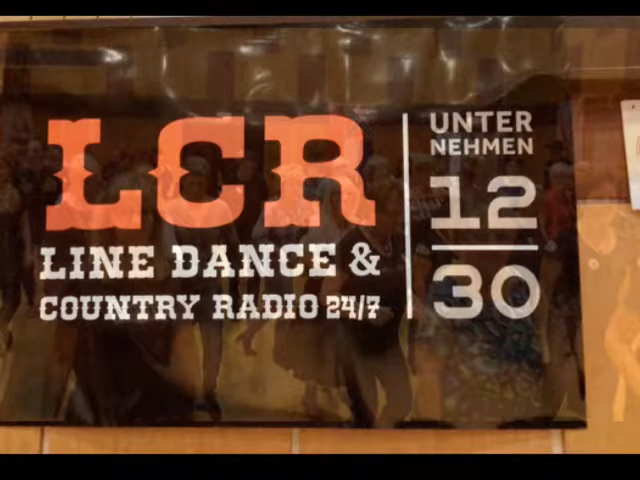 LCR
LINE DANCE &
COUNTRY RADIO 24/7
UNTER
NEHMEN
12
30